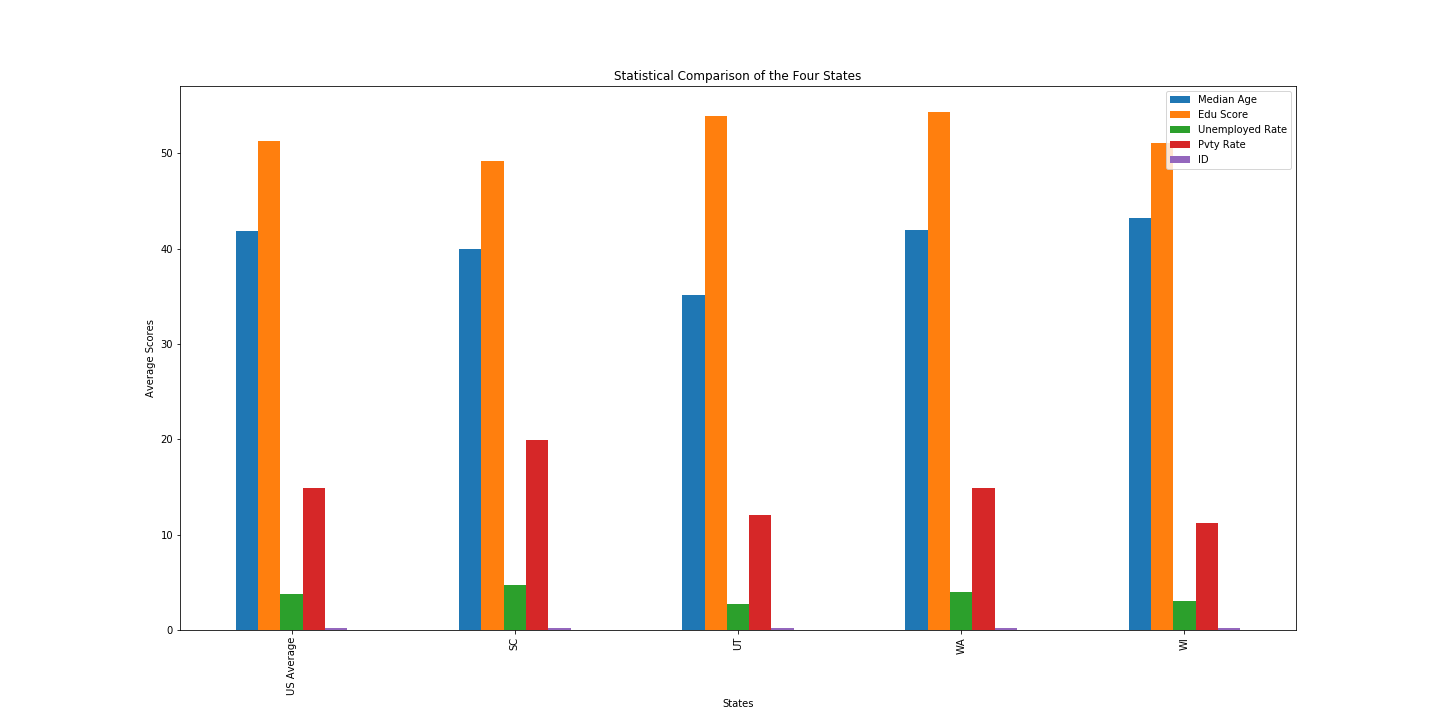 Statistical Comparison of the Four States
Median Age
Edu Score
Unemployed Rate
Pvty Rate
ID
Average Scores
50
40
30
20
10
0
US Average
SC
UT
WA
WI
States